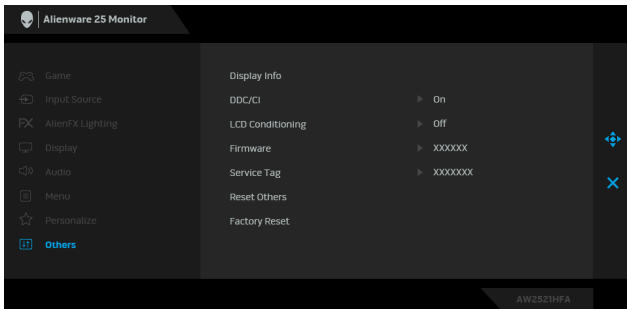 Alienware 25 Monitor
Game
Input Source
FX AlienFX Lighting
Display
Audio
Menu
Personalize
Others
Display Info
DDC/CI On
LCD Conditioning Off
Firmware XXXXXX
Service Tag XXXXXXX
Reset Others
Factory Reset
AW2521HFA